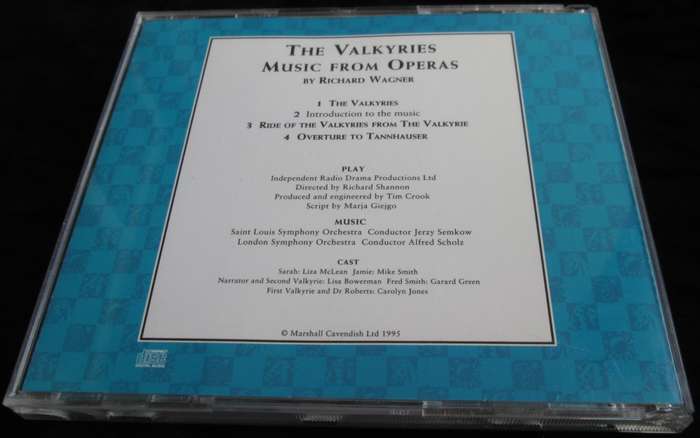 THE VALKYRIES
MUSIC FROM OPERAS
BY RICHARD WAGNER
1 THE VALKYRIES
2 Introduction to the music
3 RIDE OF THE VALKYRIES FROM THE VALKYRIE
4 OVERTURE TO TANNHAUSER
PLAY
Independent Radio Drama Productions Ltd
Directed by Richard Shannon
Produced and engineered by Tim Crook
Script by Marja Giejgo
MUSIC
Saint Louis Symphony Orchestra Conductor Jerzy Semkow
London Symphony Orchestra Conductor Alfred Scholz
CAST
Sarah: Liza McLean Jamie: Mike Smith
Narrator and Second Valkyrie: Lisa Bowerman Fred Smith: Garard Green
First Valkyrie and Dr Roberts: Carolyn Jones
© Marshall Cavendish Ltd 1995
disc
DIGITAL AUDIO